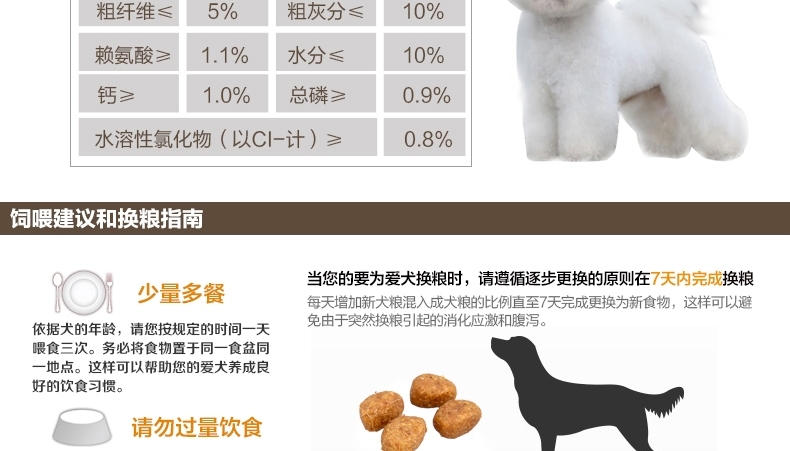 粗纤维≤ 5% 粗灰分≤ 10%
赖氨酸≥ 1.1% 水分≤ 10%
钙≥ 1.0% 总磷≥ 0.9%
水溶性氯化物（以CI-计）≥ 0.8%
饲喂建议和换粮指南
少量多餐
依据犬的年龄，请您按规定的时间一天
喂食三次。务必将食物置于同一食盆同
一地点。这样可以帮助您的爱犬养成良
好的饮食习惯。
请勿过量饮食
当您的要为爱犬换粮时，请遵循逐步更换的原则在7天内完成换粮
每天增加新犬粮混入成犬粮的比例直至7天完成更换为新食物，这样可以避
免由于突然换粮引起的消化应激和腹泻。